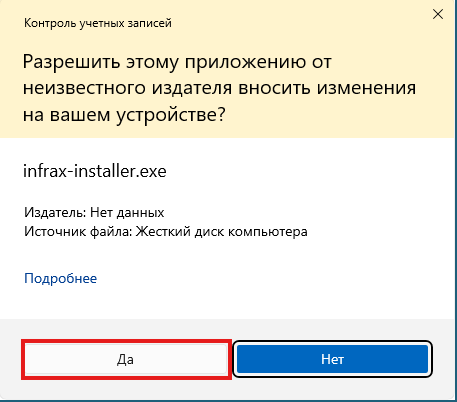 Контроль учетных записей
Разрешить этому приложению от
неизвестного издателя вносить изменения
на вашем устройстве?
infrax-installer.exe
Издатель: Нет данных
Источник файла: Жесткий диск компьютера
Подробнее
Да
Нет